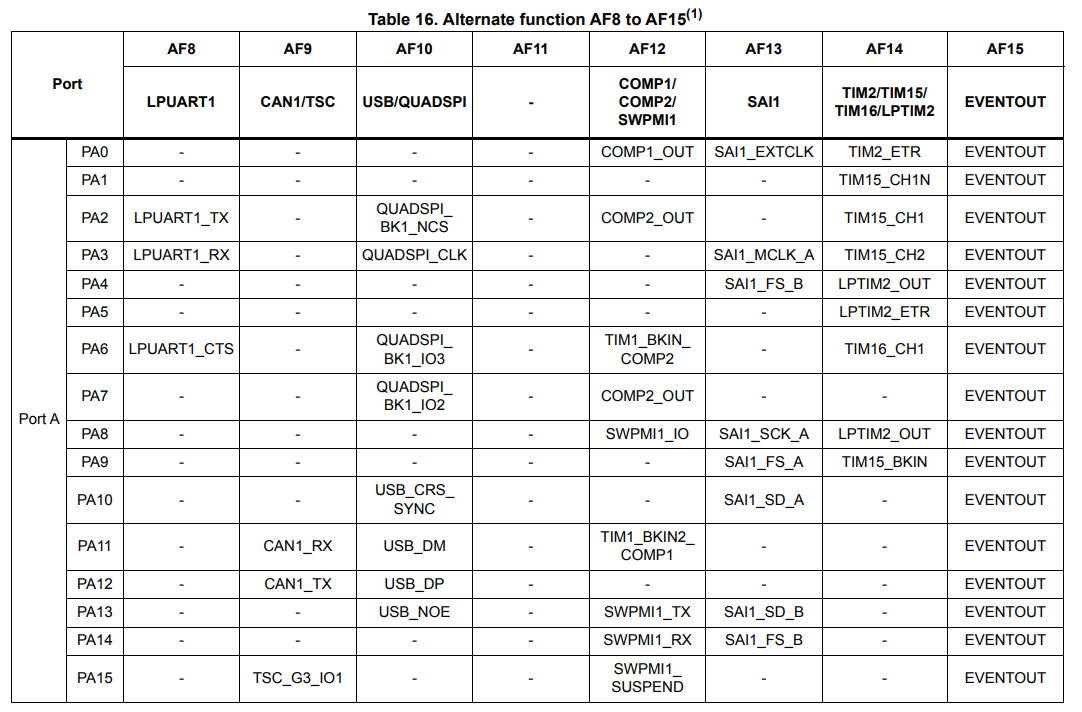 Table 16. Alternate function AF8 to AF15(1)
Port AF8 AF9 AF10 AF11 AF12 AF13 AF14 AF15
LPUART1 CAN1/TSC USB/QUADSPI - COMP1/ COMP2/ SWPMI1 SAI1 TIM2/TIM15/ TIM16/LPTIM2 EVENTOUT
Port A
PA0 - - - - COMP1_OUT SAI1_EXTCLK TIM2_ETR EVENTOUT
PA1 - - - - - - TIM15_CH1N EVENTOUT
PA2 LPUART1_TX - QUADSPI_ BK1_NCS - COMP2_OUT - TIM15_CH1 EVENTOUT
PA3 LPUART1_RX - QUADSPI_CLK - - SAI1_MCLK_A TIM15_CH2 EVENTOUT
PA4 - - - - - SAI1_FS_B LPTIM2_OUT EVENTOUT
PA5 - - - - - - LPTIM2_ETR EVENTOUT
PA6 LPUART1_CTS - QUADSPI_ BK1_IO3 - TIM1_BKIN_ COMP2 - TIM16_CH1 EVENTOUT
PA7 - - QUADSPI_ BK1_IO2 - COMP2_OUT - - EVENTOUT
PA8 - - - - SWPMI1_IO SAI1_SCK_A LPTIM2_OUT EVENTOUT
PA9 - - - - - SAI1_FS_A TIM15_BKIN EVENTOUT
PA10 - - USB_CRS_ SYNC - - SAI1_SD_A - EVENTOUT
PA11 - CAN1_RX USB_DM - TIM1_BKIN2_ COMP1 - - EVENTOUT
PA12 - CAN1_TX USB_DP - - - - EVENTOUT
PA13 - - USB_NOE - SWPMI1_TX SAI1_SD_B - EVENTOUT
PA14 - - - - SWPMI1_RX SAI1_FS_B - EVENTOUT
PA15 - TSC_G3_IO1 - - SWPMI1_ SUSPEND - - EVENTOUT